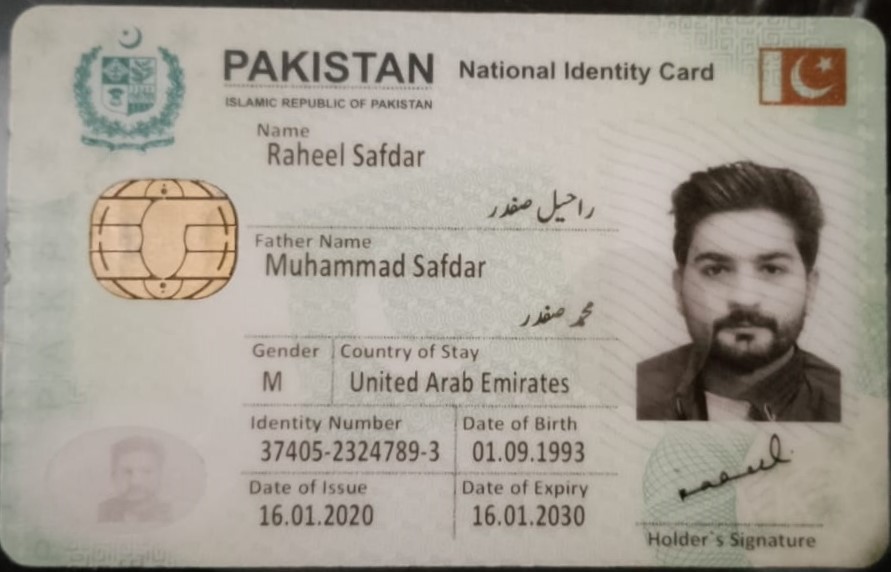 PAKISTAN National Identity Card
ISLAMIC REPUBLIC OF PAKISTAN
Name
Raheel Safdar
راحیل صفدر
Father Name
Muhammad Safdar
محمد صفدر
Gender Country of Stay
M United Arab Emirates
Identity Number Date of Birth
37405-2324789-3 01.09.1993
Date of Issue Date of Expiry
16.01.2020 16.01.2030
Holder`s Signature